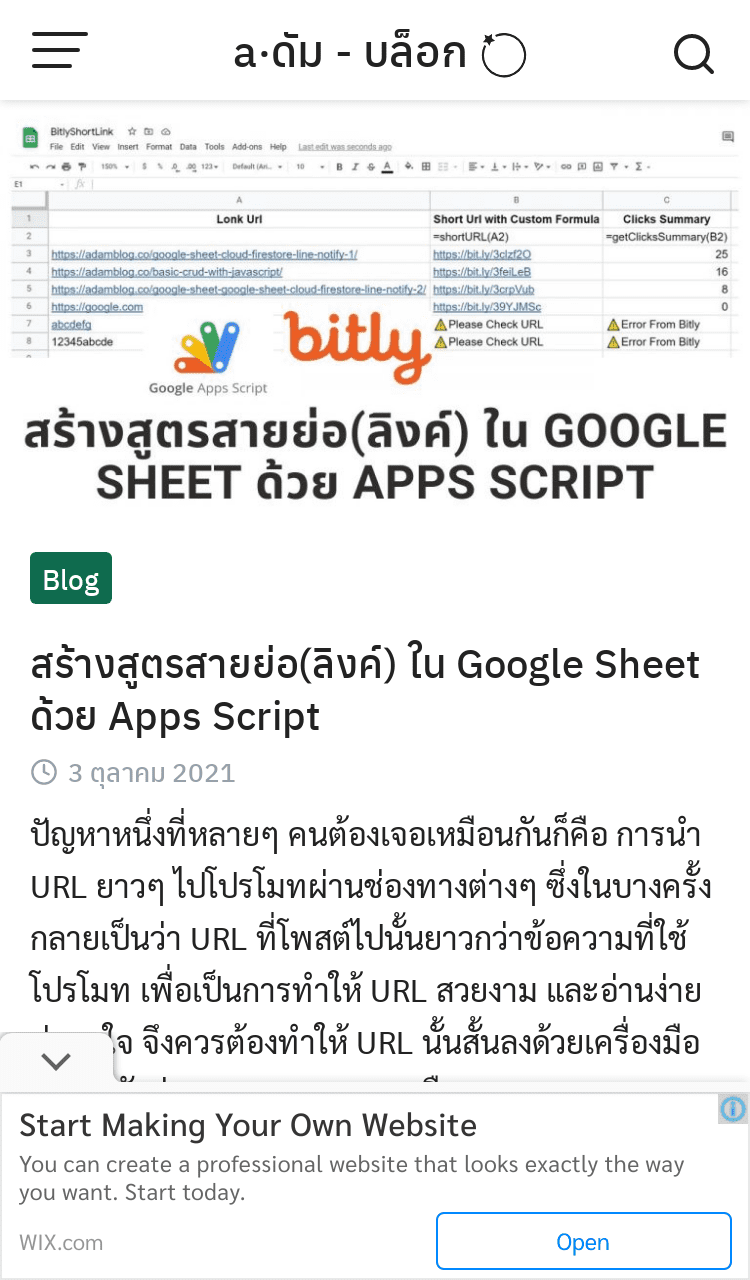 a·ดัม - บล็อก
BitlyShortLink
File Edit View Insert Format Data Tools Add-ons Help Last edit was seconds ago
150% $ % .0 .00 123 Default (Ari... 10 B I S A
E1 fx
A B C
1 Lonk Url Short Url with Custom Formula Clicks Summary
2 =shortURL(A2) =getClicksSummary(B2)
3 https://adamblog.co/google-sheet-cloud-firestore-line-notify-1/ https://bit.ly/3clzf2O 25
4 https://adamblog.co/basic-crud-with-javascript/ https://bit.ly/3feiLeB 16
5 https://adamblog.co/google-sheet-google-sheet-cloud-firestore-line-notify-2/ https://bit.ly/3crpVub 8
6 https://google.com https://bit.ly/39YJMSc 0
7 abcdefg Please Check URL Error From Bitly
8 12345abcde Please Check URL Error From Bitly
bitly
Google Apps Script
สร้างสูตรสายย่อ(ลิงค์) ใน GOOGLE
SHEET ด้วย APPS SCRIPT
Blog
สร้างสูตรสายย่อ(ลิงค์) ใน Google Sheet
ด้วย Apps Script
3 ตุลาคม 2021
ปัญหาหนึ่งที่หลายๆ คนต้องเจอเหมือนกันก็คือ การนำ
URL ยาวๆ ไปโปรโมทผ่านช่องทางต่างๆ ซึ่งในบางครั้ง
กลายเป็นว่า URL ที่โพสต์ไปนั้นยาวกว่าข้อความที่ใช้
โปรโมท เพื่อเป็นการทำให้ URL สวยงาม และอ่านง่าย
จึงควรต้องทำให้ URL นั้นสั้นลงด้วยเครื่องมือ
Start Making Your Own Website
You can create a professional website that looks exactly the way
you want. Start today.
WIX.com
Open